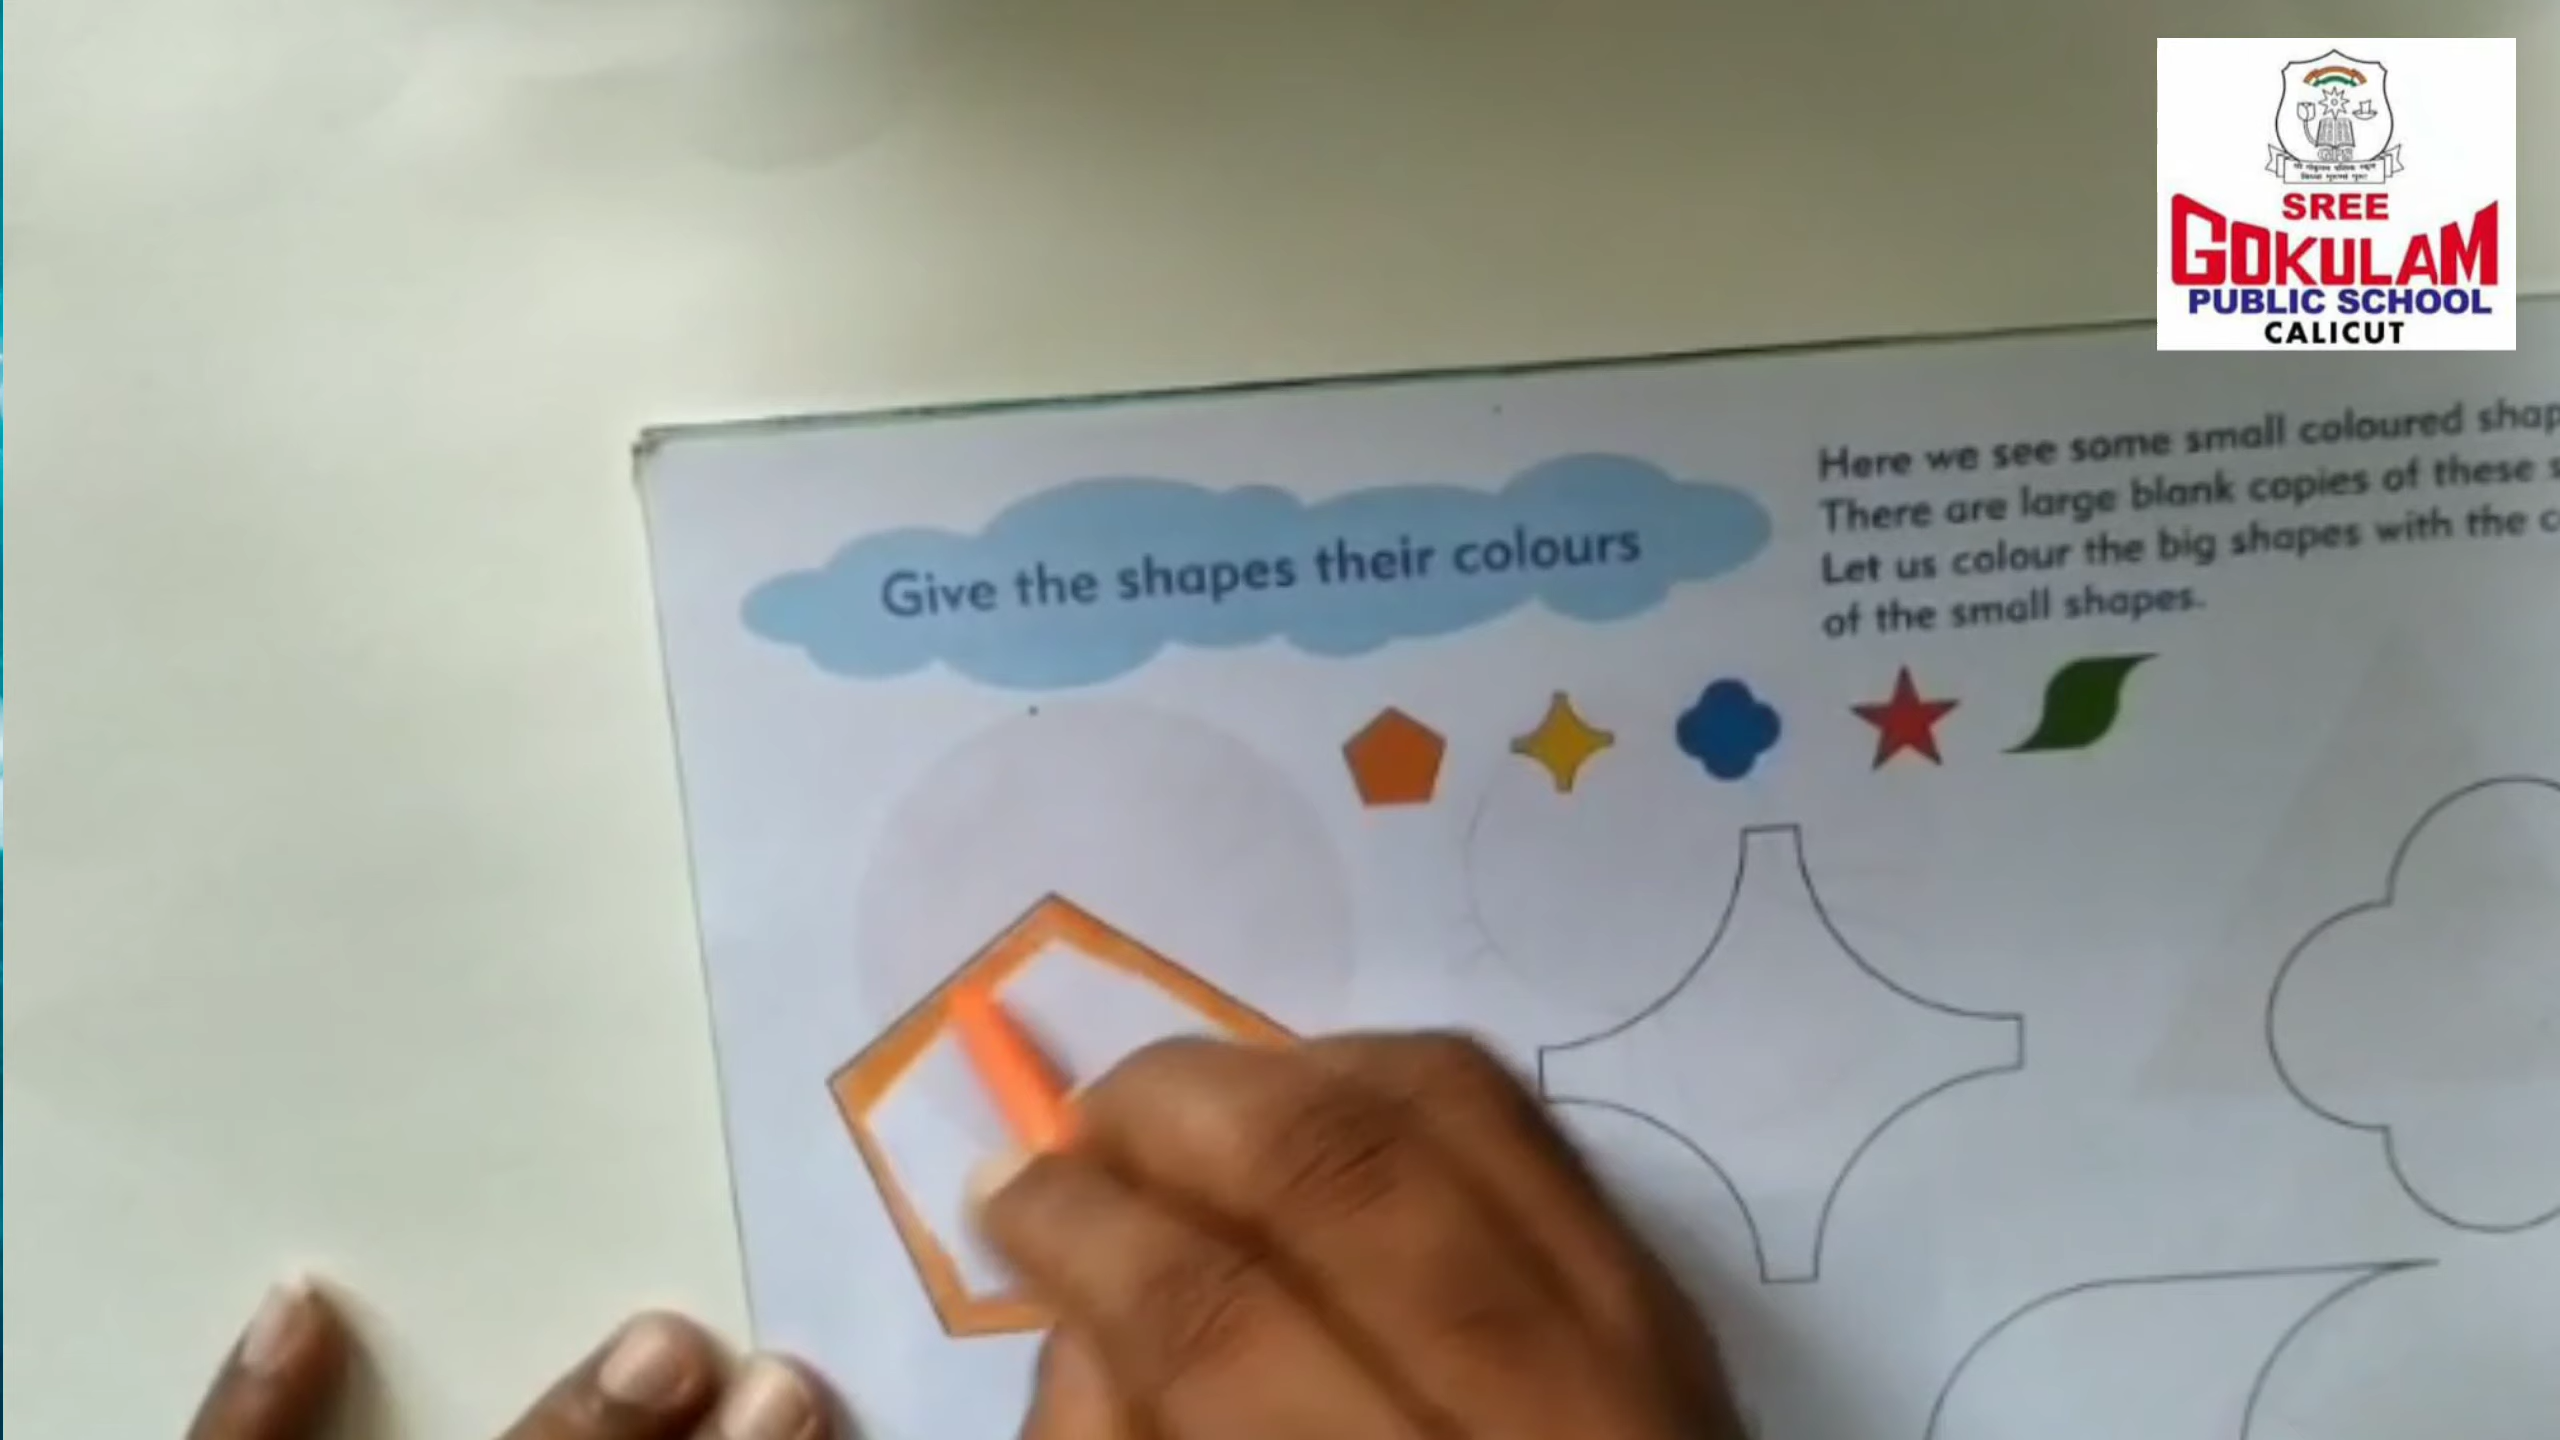 SREE
GOKULAM
PUBLIC SCHOOL
CALICUT
Give the shapes their colours
Here we see some small coloured
There are large blank copies of these
Let us colour the big shapes with the
of the small shapes.